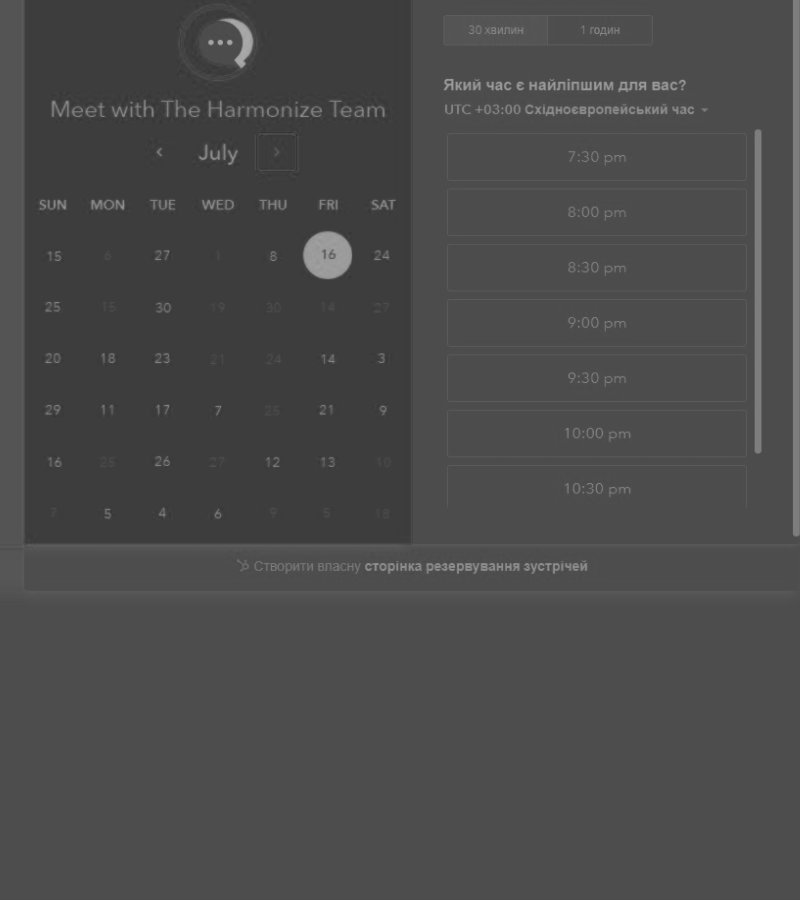 Meet with The Harmonize Team
July
SUN MON TUE WED THU FRI SAT
15 6 27 1 8 16 24
25 15 30 19 30 14 27
20 18 23 21 24 14 3
29 11 17 7 28 21 9
16 25 26 27 12 13 10
7 5 4 6 9 5 18
30 хвилин 1 годин
Який час є найліпшим для вас?
UTC +03:00 Східноєвропейський час
7:30 pm
8:00 pm
8:30 pm
9:00 pm
9:30 pm
10:00 pm
10:30 pm
Створити власну сторінка резервування зустрічей